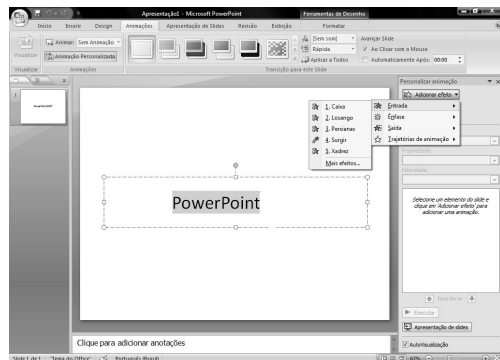 Apresentação1 - Microsoft PowerPoint
Ferramentas de Desenho
Início Inserir Design Animações Apresentação de Slides Revisão Exibição Formatar
Visualizar
Animar: Sem Animação
Animação Personalizada
[Sem som]
Rápida
Aplicar a Todos
Avançar Slide
Ao Clicar com o Mouse
Automaticamente Após: 00:00
Visualizar Animações Transição para este Slide
Personalizar animação
Adicionar efeito
1. Caixa
2. Losango
3. Persianas
4. Surgir
5. Xadrez
Mais efeitos...
Entrada
Ênfase
Saída
Trajetórias de animação
Propriedade:
Velocidade:
1
PowerPoint
Selecione um elemento do slide e
clique em 'Adicionar efeito' para
adicionar uma animação.
Reordenar
Executar
Apresentação de slides
AutoVisualização
Clique para adicionar anotações
Slide 1 de 1 "Tema do Office" Português (Brasil) 67%